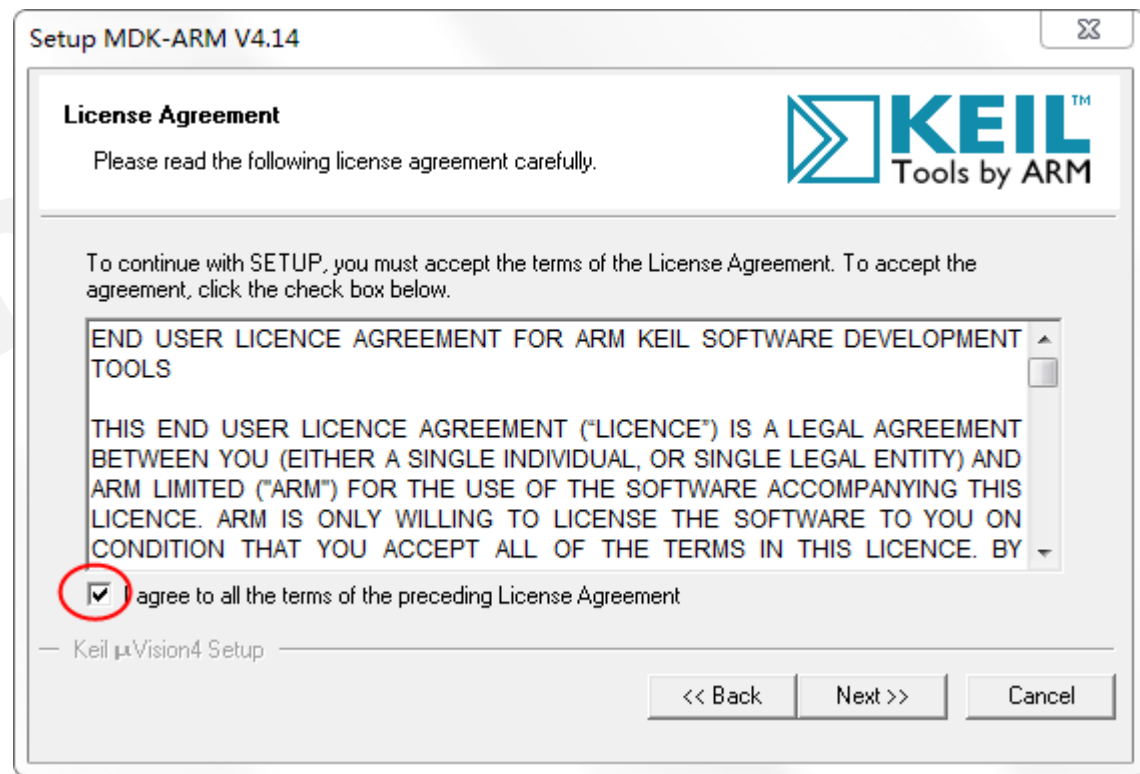 Setup MDK-ARM V4.14
License Agreement
Please read the following license agreement carefully.
KEIL™
Tools by ARM
To continue with SETUP, you must accept the terms of the License Agreement. To accept the
agreement, click the check box below.
END USER LICENCE AGREEMENT FOR ARM KEIL SOFTWARE DEVELOPMENT
TOOLS
THIS END USER LICENCE AGREEMENT (“LICENCE”) IS A LEGAL AGREEMENT
BETWEEN YOU (EITHER A SINGLE INDIVIDUAL, OR SINGLE LEGAL ENTITY) AND
ARM LIMITED ("ARM") FOR THE USE OF THE SOFTWARE ACCOMPANYING THIS
LICENCE. ARM IS ONLY WILLING TO LICENSE THE SOFTWARE TO YOU ON
CONDITION THAT YOU ACCEPT ALL OF THE TERMS IN THIS LICENCE. BY
I agree to all the terms of the preceding License Agreement
Keil µVision4 Setup
<< Back Next >> Cancel